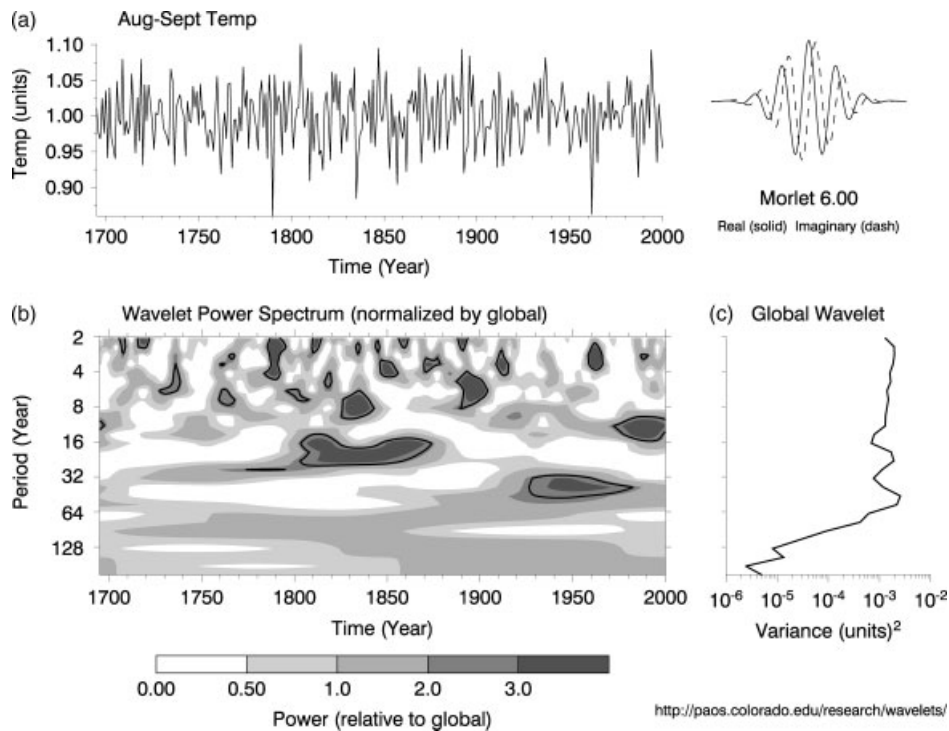 (a) Aug-Sept Temp
1.10
1.05
1.00
0.95
0.90
Temp (units)
1700 1750 1800 1850 1900 1950 2000
Time (Year)
Morlet 6.00
Real (solid) Imaginary (dash)
(b) Wavelet Power Spectrum (normalized by global)
2
4
8
16
32
64
128
Period (Year)
1700 1750 1800 1850 1900 1950 2000
Time (Year)
(c) Global Wavelet
10-6 10-5 10-4 10-3 10-2
Variance (units)2
0.00 0.50 1.0 2.0 3.0
Power (relative to global)
http://paos.colorado.edu/research/wavelets/